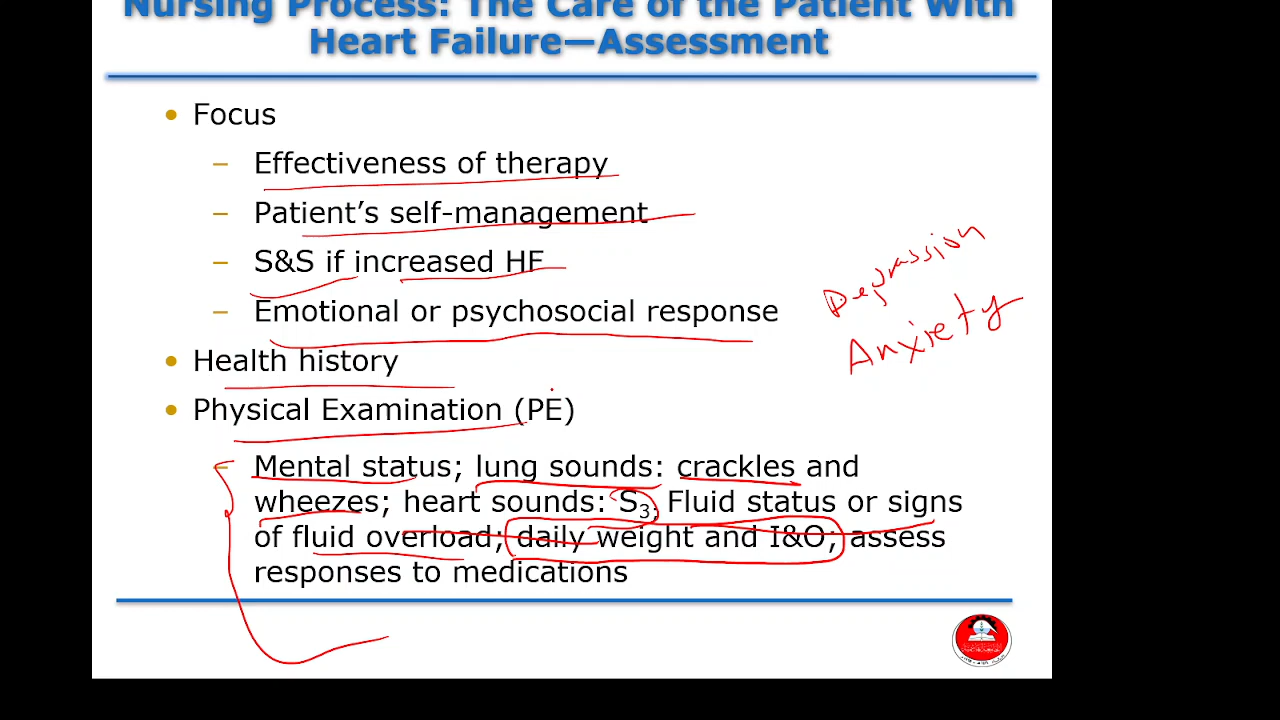 Nursing Process: The Care of the Patient With
Heart Failure—Assessment
• Focus
– Effectiveness of therapy
– Patient’s self-management
– S&S if increased HF
– Emotional or psychosocial response
Depression
Anxiety
• Health history
• Physical Examination (PE)
– Mental status; lung sounds: crackles and
wheezes; heart sounds: S3; Fluid status or signs
of fluid overload; daily weight and I&O; assess
responses to medications